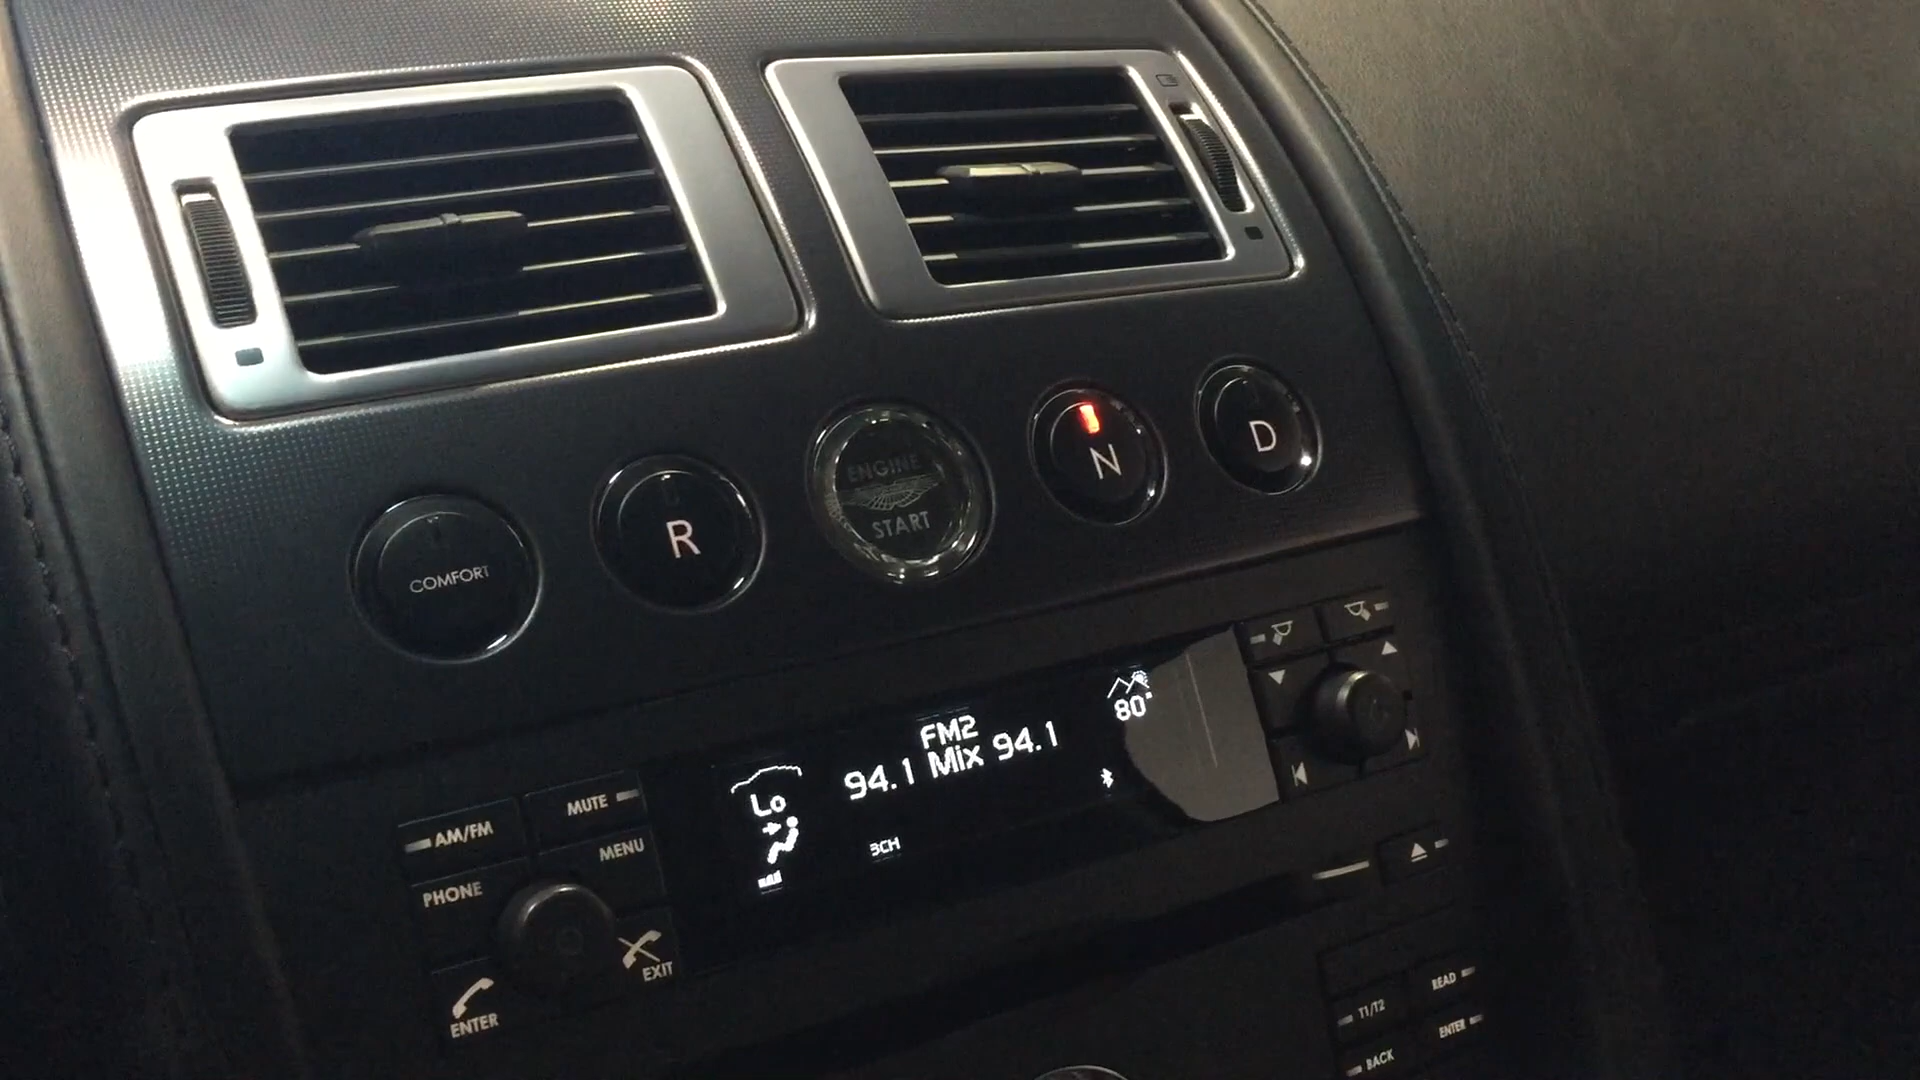 COMFORT
R
ENGINE
START
N
D
FM2
94.1 Mix 94.1
80°
Lo
3CH
AM/FM
MUTE
MENU
PHONE
EXIT
ENTER
READ
T1/T2
ENTER
BACK